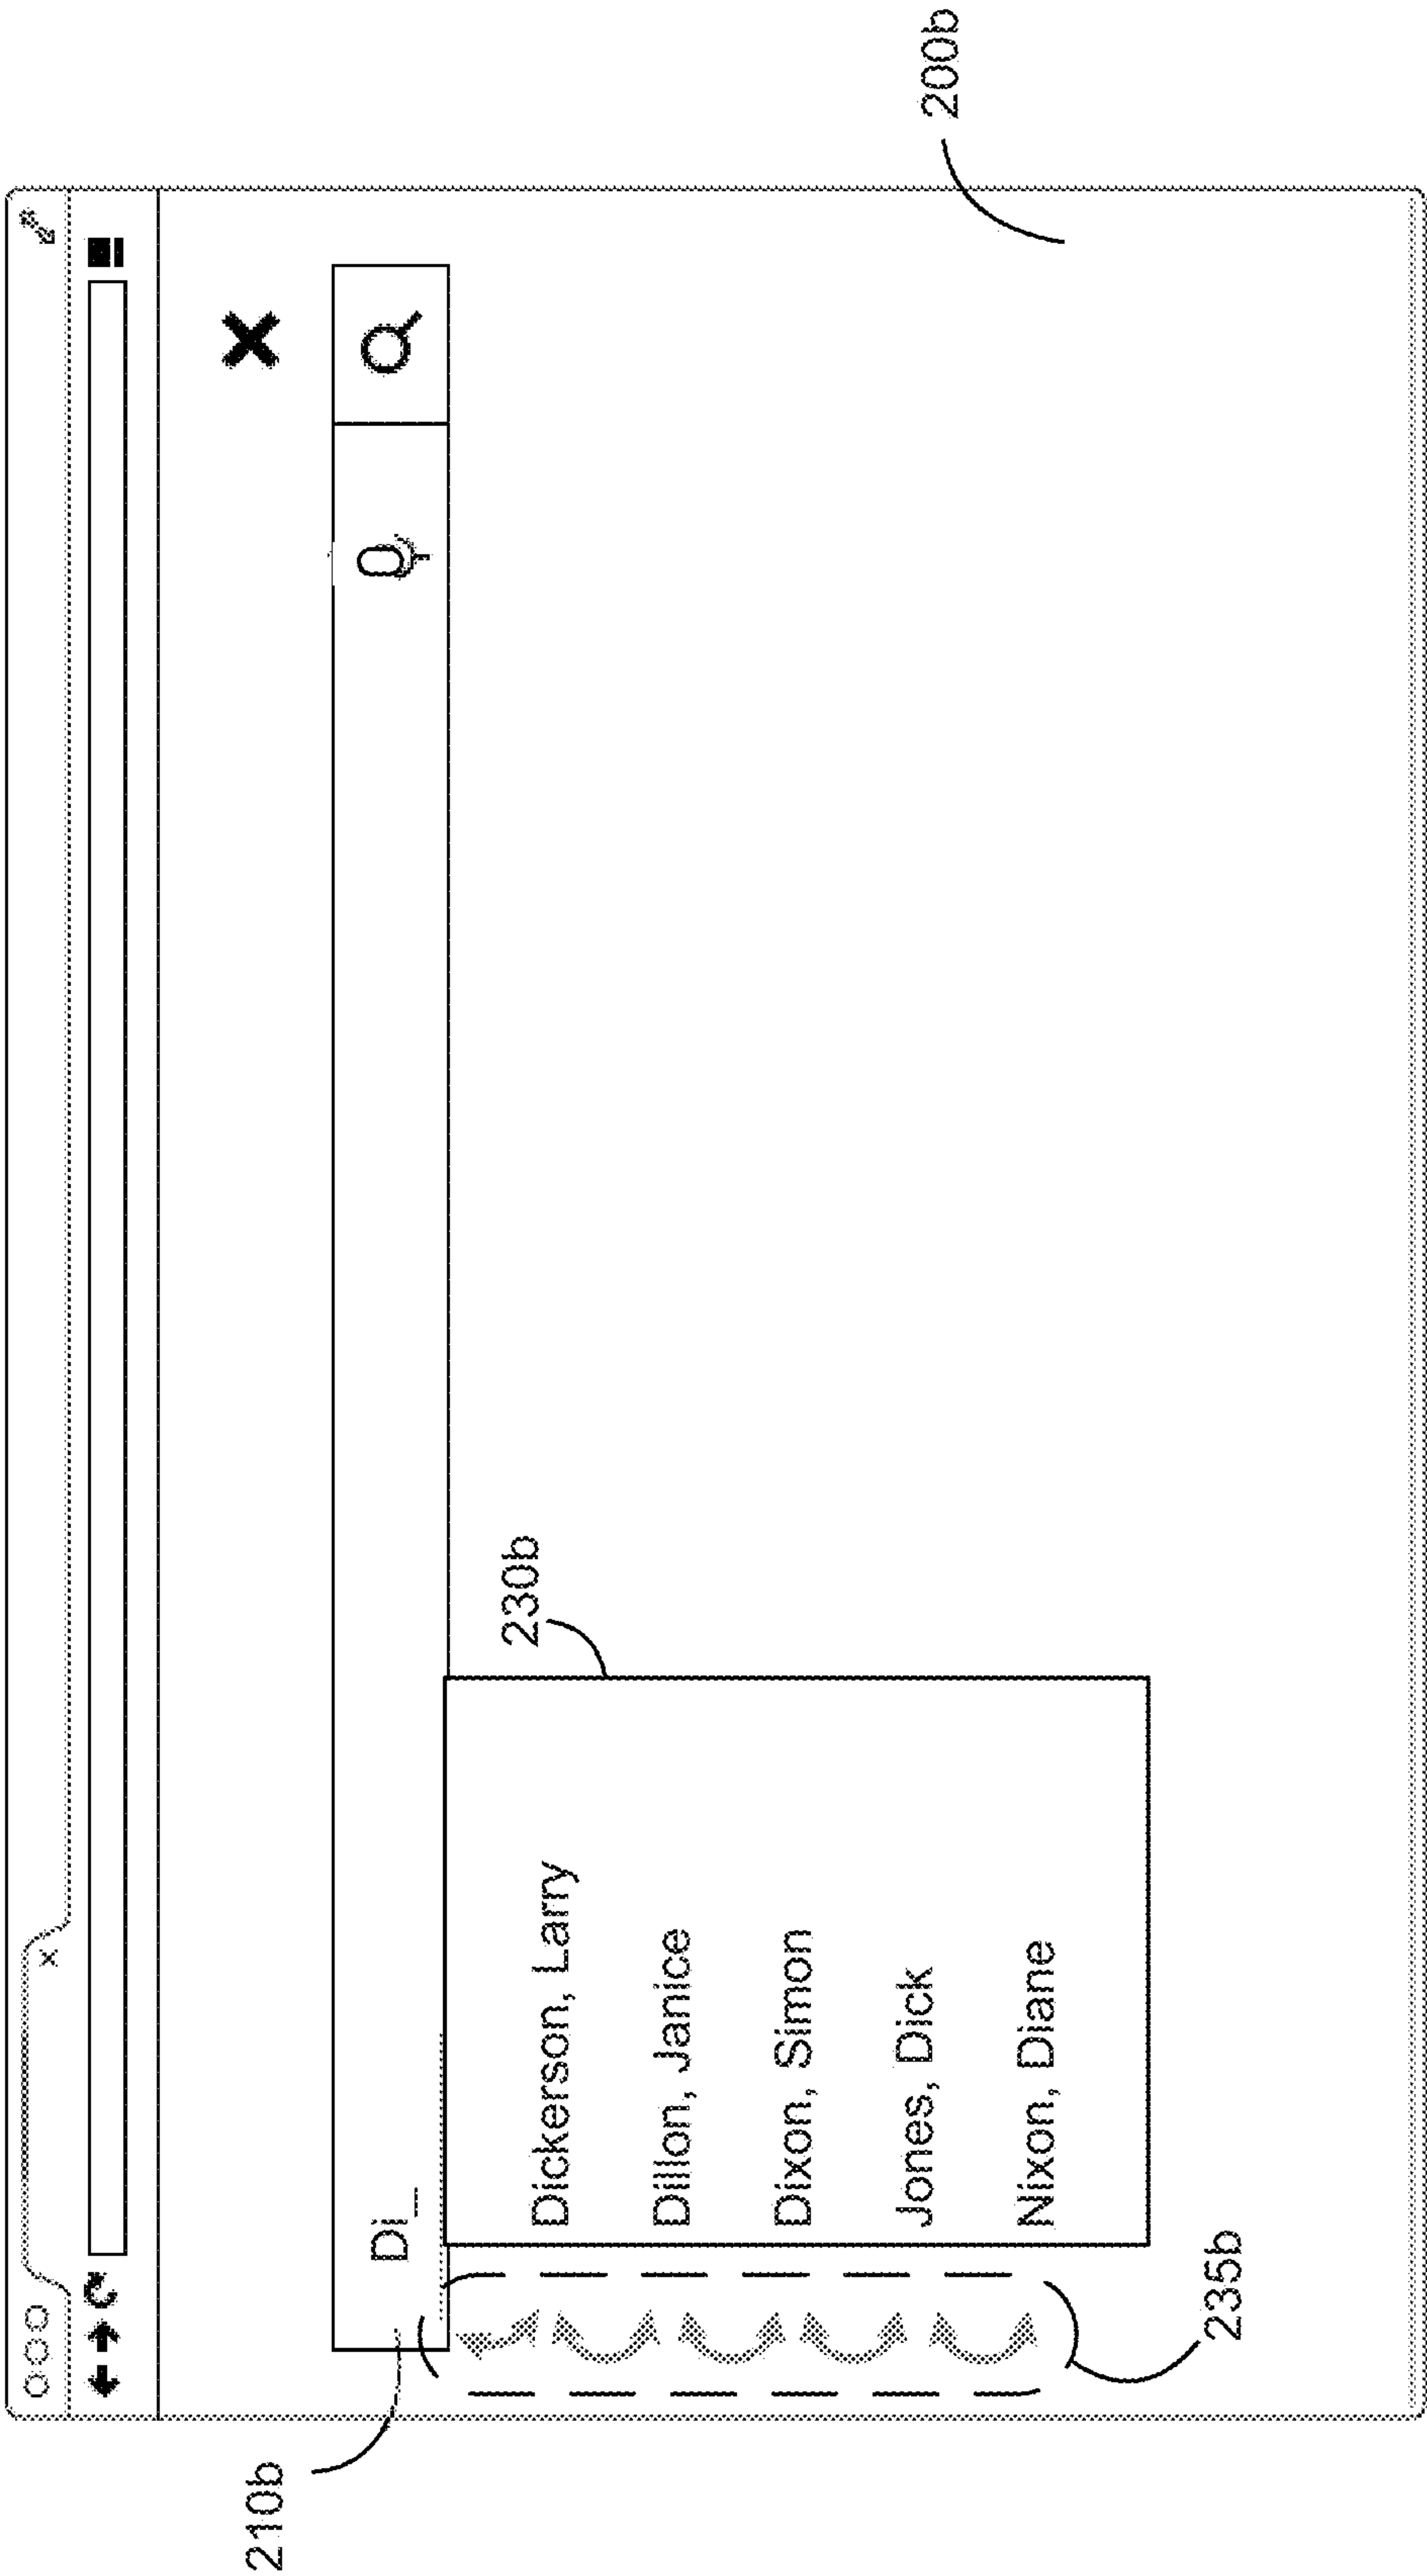 x
210b
Di_
230b
Dickerson, Larry
Dillon, Janice
Dixon, Simon
Jones, Dick
Nixon, Diane
235b
200b